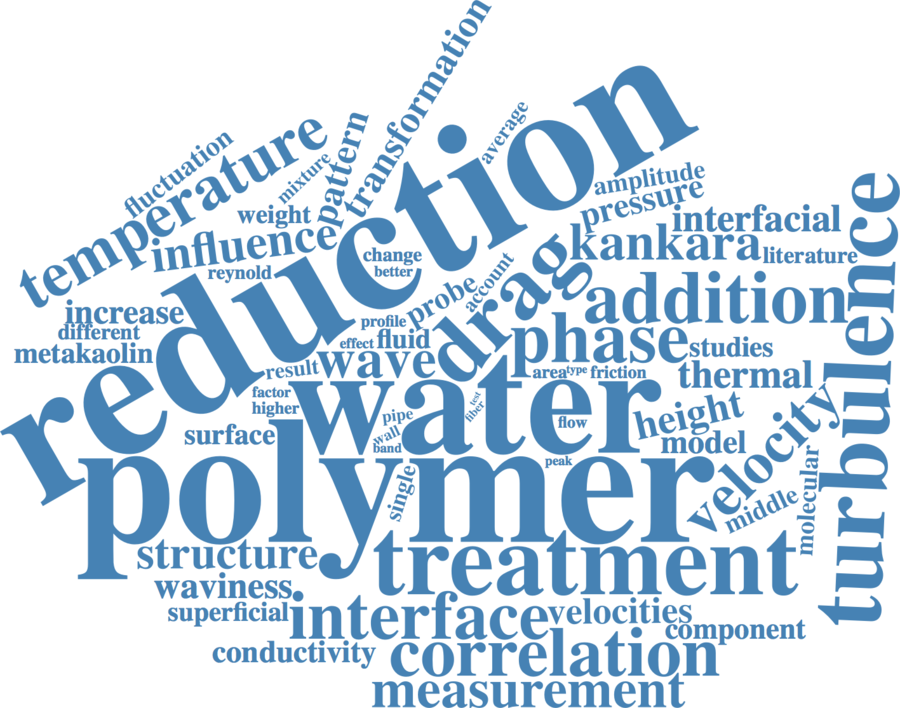 transformation
reduction
average
pattern
fluctuation
temperature
mixture
amplitude
pressure
weight
interfacial
turbulence
influence
kankara
change
literature
better
reynold
account
probe
drag
addition
increase
different
metakaolin
profile
effect
fluid
phase
studies
result
wave
area
type
friction
thermal
factor
higher
water
test
fiber
height
velocity
pipe
wall
band
flow
surface
model
polymer
peak
single
middle
molecular
structure
treatment
waviness
superficial
interface
velocities
component
conductivity
correlation
measurement